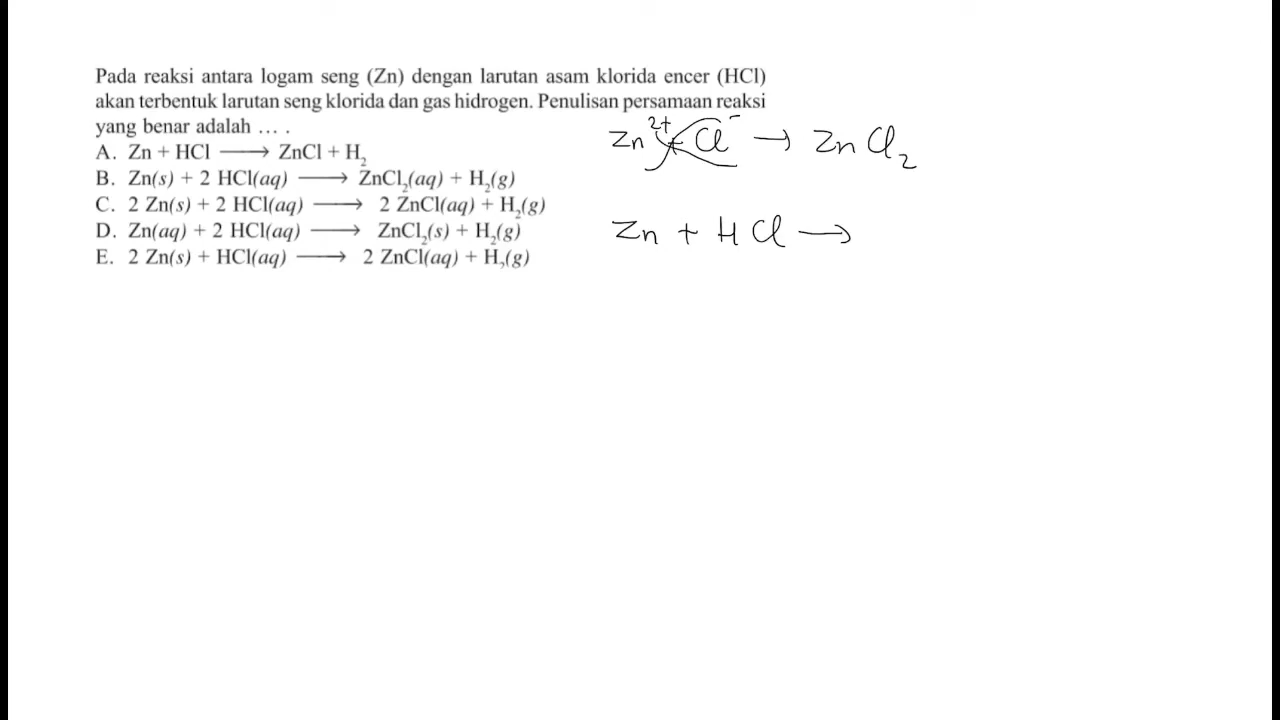 Pada reaksi antara logam seng (Zn) dengan larutan asam klorida encer (HCl)
akan terbentuk larutan seng klorida dan gas hidrogen. Penulisan persamaan reaksi
yang benar adalah ... .
A. Zn + HCl ⟶ ZnCl + H₂
B. Zn(s) + 2 HCl(aq) ⟶ ZnCl₂(aq) + H₂(g)
C. 2 Zn(s) + 2 HCl(aq) ⟶ 2 ZnCl(aq) + H₂(g)
D. Zn(aq) + 2 HCl(aq) ⟶ ZnCl₂(s) + H₂(g)
E. 2 Zn(s) + HCl(aq) ⟶ 2 ZnCl(aq) + H₂(g)
Zn²⁺ + Cl⁻ → ZnCl₂
Zn + HCl →